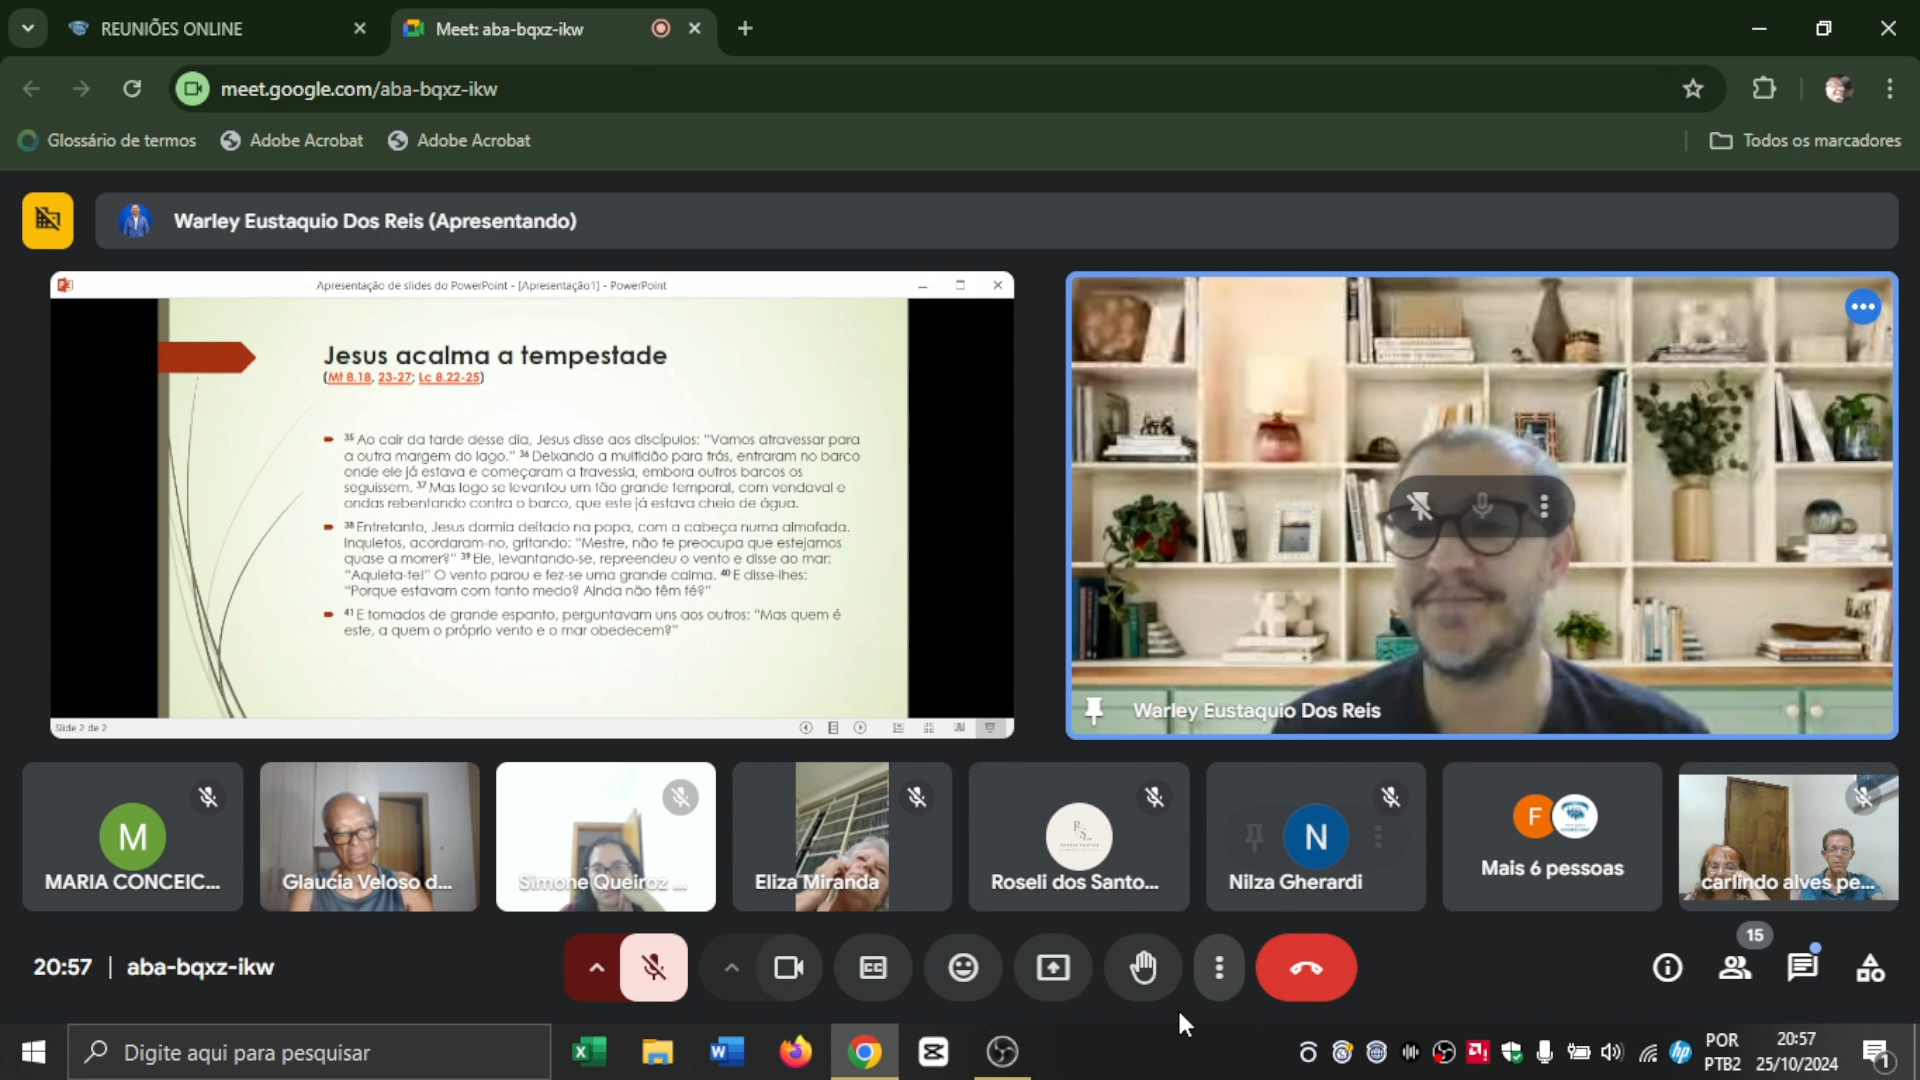 REUNIÕES ONLINE
Meet: aba-bqxz-ikw
meet.google.com/aba-bqxz-ikw
Glossário de termos
Adobe Acrobat
Adobe Acrobat
Todos os marcadores
Warley Eustaquio Dos Reis (Apresentando)
Apresentação de slides do PowerPoint - [Apresentação1] - PowerPoint
Jesus acalma a tempestade
(Mt 8.18, 23-27; Lc 8.22-25)
35 Ao cair da tarde desse dia, Jesus disse aos discípulos: "Vamos atravessar para
a outra margem do lago." 36 Deixando a multidão para trás, entraram no barco
onde ele já estava e começaram a travessia, embora outros barcos os
seguissem. 37 Mas logo se levantou um tão grande temporal, com vendaval e
ondas rebentando contra o barco, que este já estava cheio de água.
38 Entretanto, Jesus dormia deitado na popa, com a cabeça numa almofada.
Inquietos, acordaram-no, gritando: "Mestre, não te preocupa que estejamos
quase a morrer?" 39 Ele, levantando-se, repreendeu o vento e disse ao mar:
"Aquieta-te!" O vento parou e fez-se uma grande calma. 40 E disse-lhes:
"Porque estavam com tanto medo? Ainda não têm fé?"
41 E tomados de grande espanto, perguntavam uns aos outros: "Mas quem é
este, a quem o próprio vento e o mar obedecem?"
Slide 2 de 2
Warley Eustaquio Dos Reis
M
MARIA CONCEIC...
Glaucia Veloso d...
Simone Queiroz ...
Eliza Miranda
Roseli dos Santo...
N
Nilza Gherardi
F
Mais 6 pessoas
carlindo alves pe...
20:57 | aba-bqxz-ikw
15
Digite aqui para pesquisar
POR
PTB2
20:57
25/10/2024
1